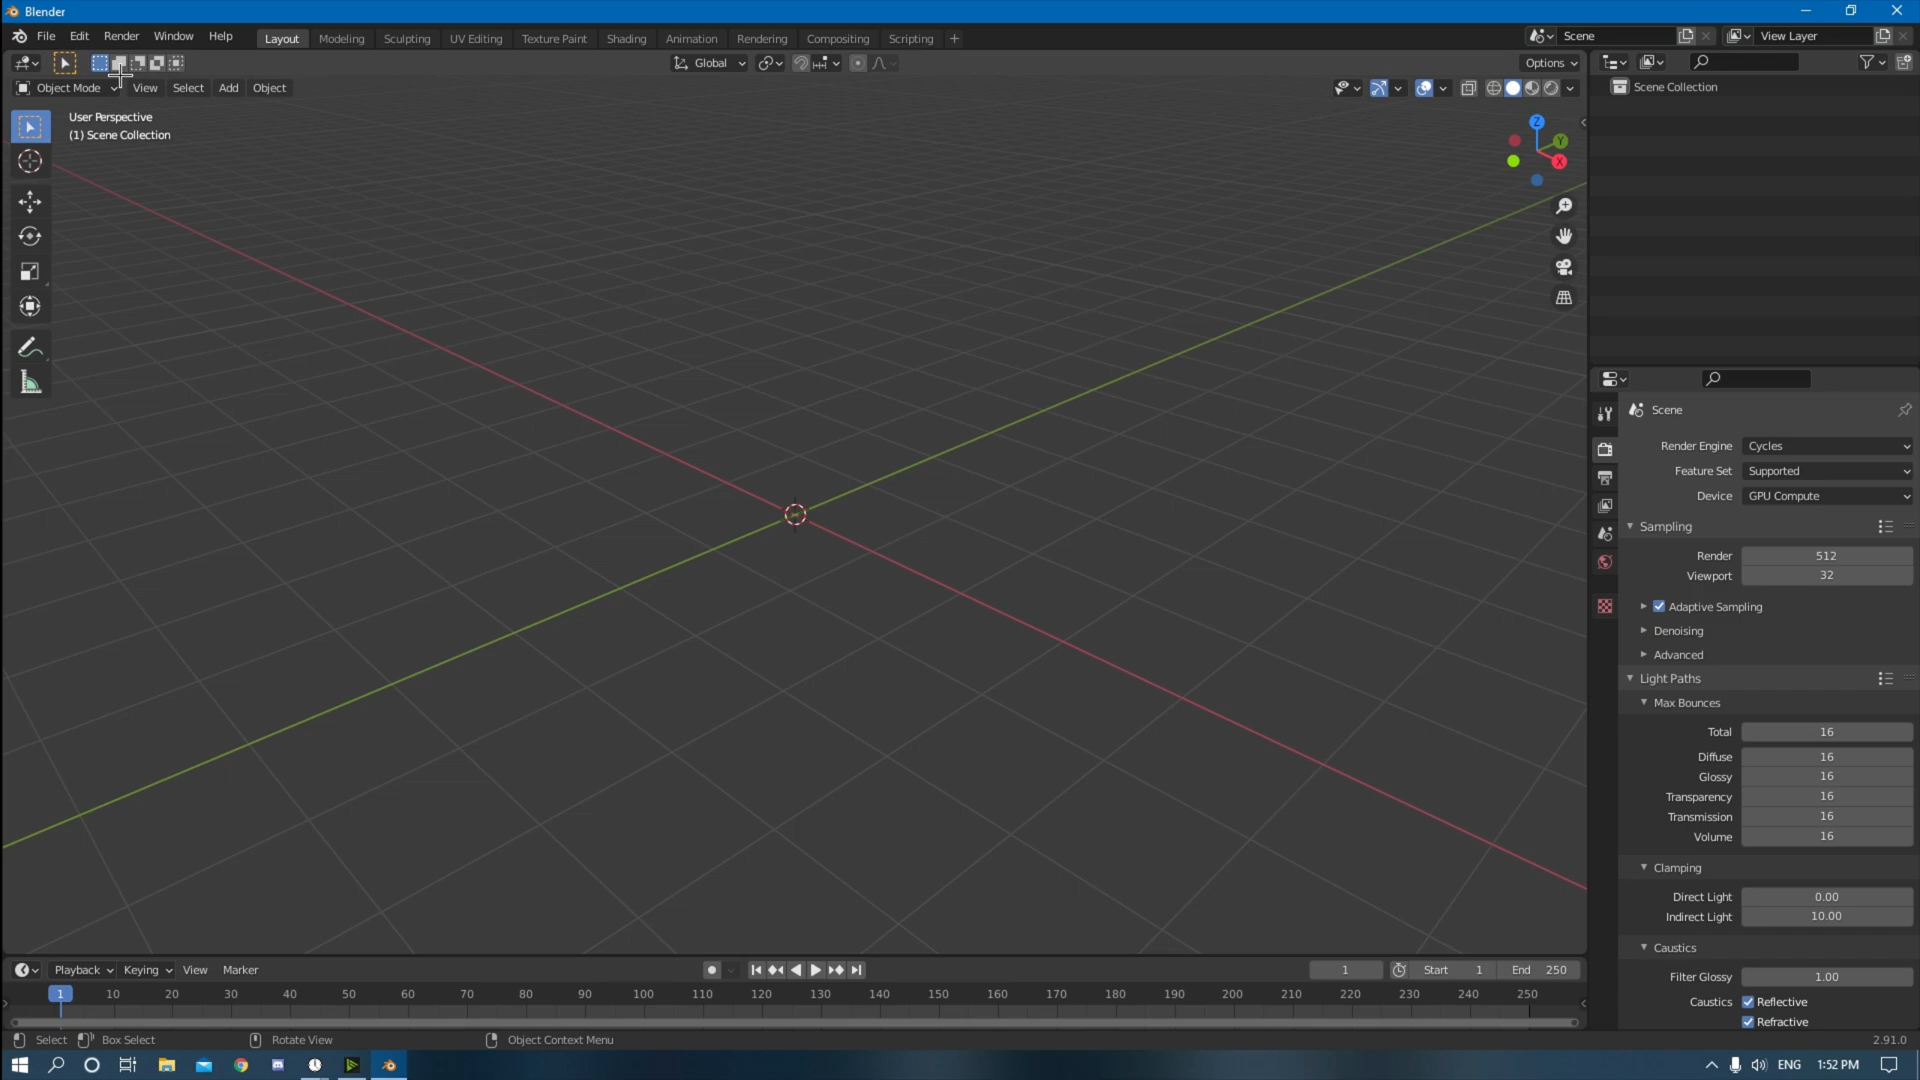 Blender
File Edit Render Window Help Layout Modeling Sculpting UV Editing Texture Paint Shading Animation Rendering Compositing Scripting + Scene View Layer
Global Options
Object Mode View Select Add Object
Scene Collection
User Perspective
(1) Scene Collection
Z
Y
X
Scene
Render Engine Cycles
Feature Set Supported
Device GPU Compute
Sampling
Render 512
Viewport 32
Adaptive Sampling
Denoising
Advanced
Light Paths
Max Bounces
Total 16
Diffuse 16
Glossy 16
Transparency 16
Transmission 16
Volume 16
Clamping
Direct Light 0.00
Indirect Light 10.00
Caustics
Filter Glossy 1.00
Caustics Reflective
Refractive
Playback Keying View Marker 1 Start 1 End 250
1 10 20 30 40 50 60 70 80 90 100 110 120 130 140 150 160 170 180 190 200 210 220 230 240 250
Select Box Select Rotate View Object Context Menu 2.91.0
ENG 1:52 PM